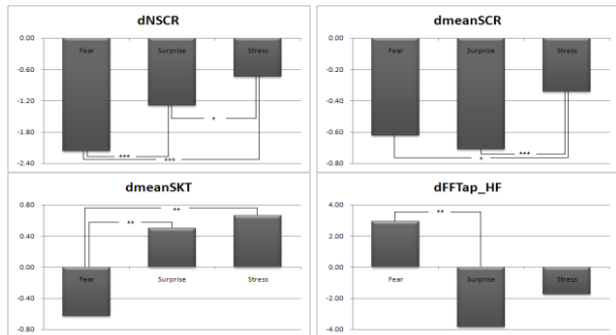 dNSCR
0.00
-0.60
-1.20
-1.80
-2.40
Fear
Surprise
Stress
*
***
***
dmeanSCR
0.00
-0.20
-0.40
-0.60
-0.80
Fear
Surprise
Stress
***
*
dmeanSKT
0.80
0.40
0.00
-0.40
-0.80
Fear
Surprise
Stress
**
**
dFFTap_HF
4.00
2.00
0.00
-2.00
-4.00
Fear
Surprise
Stress
**